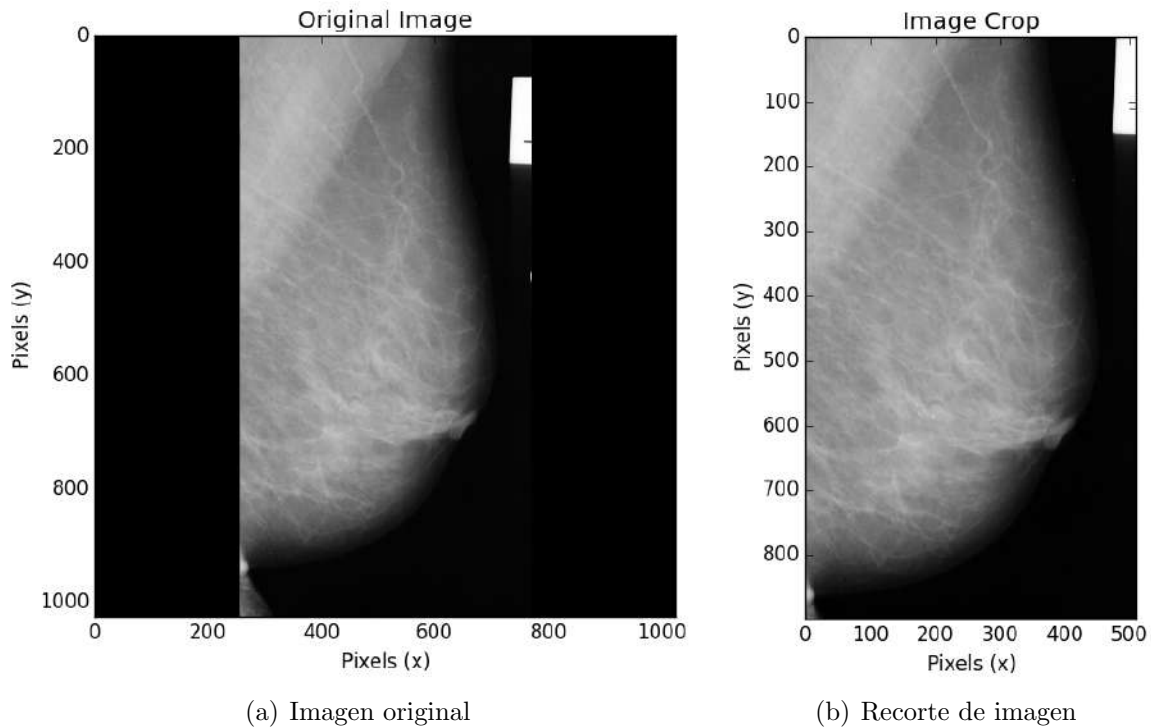 Original Image
0
200
400
600
800
1000
Pixels (y)
0 200 400 600 800 1000
Pixels (x)
(a) Imagen original
Image Crop
0
100
200
300
400
500
600
700
800
Pixels (y)
0 100 200 300 400 500
Pixels (x)
(b) Recorte de imagen